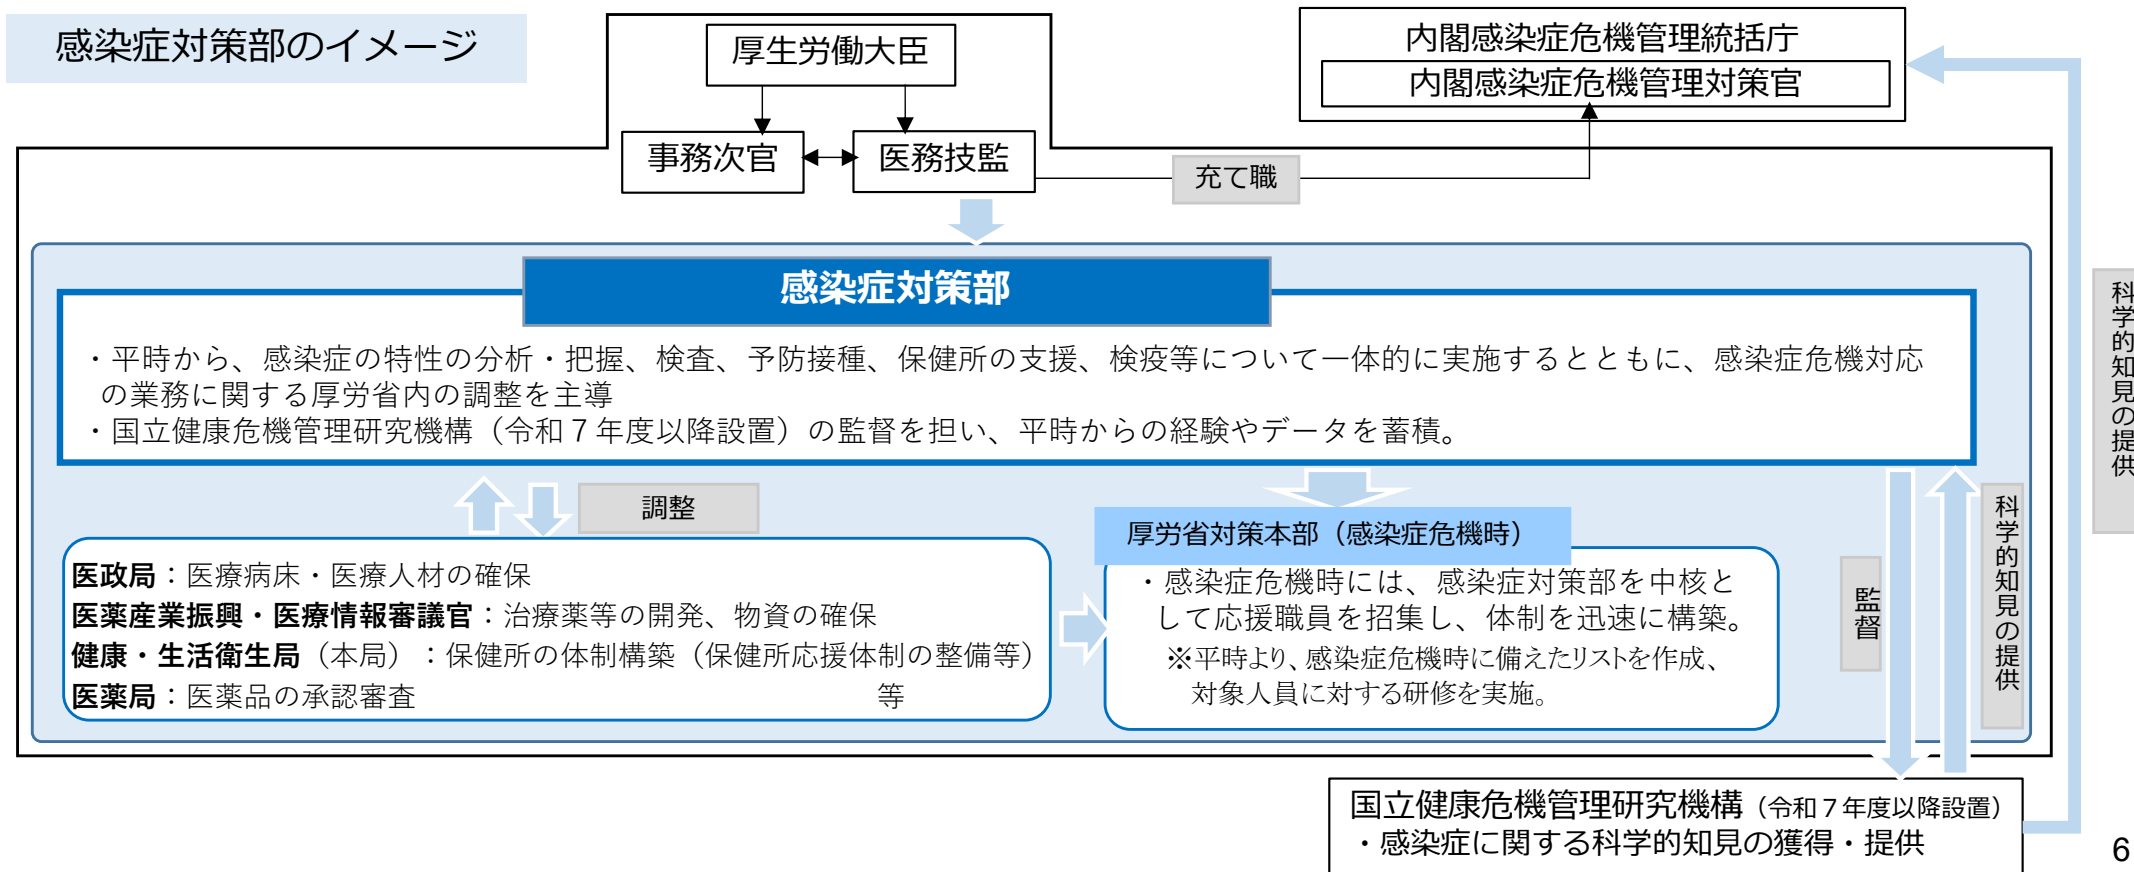 感染症対策部のイメージ
厚生労働大臣
事務次官
医務技監
充て職
内閣感染症危機管理統括庁
内閣感染症危機管理対策官
感染症対策部
・平時から、感染症の特性の分析・把握、検査、予防接種、保健所の支援、検疫等について一体的に実施するとともに、感染症危機対応
の業務に関する厚労省内の調整を主導
・国立健康危機管理研究機構（令和７年度以降設置）の監督を担い、平時からの経験やデータを蓄積。
調整
医政局：医療病床・医療人材の確保
医薬産業振興・医療情報審議官：治療薬等の開発、物資の確保
健康・生活衛生局（本局）：保健所の体制構築（保健所応援体制の整備等）
医薬局：医薬品の承認審査 等
厚労省対策本部（感染症危機時）
・感染症危機時には、感染症対策部を中核と
して応援職員を招集し、体制を迅速に構築。
※平時より、感染症危機時に備えたリストを作成、
対象人員に対する研修を実施。
監督
科学的知見の提供
科学的知見の提供
国立健康危機管理研究機構（令和７年度以降設置）
・感染症に関する科学的知見の獲得・提供
6